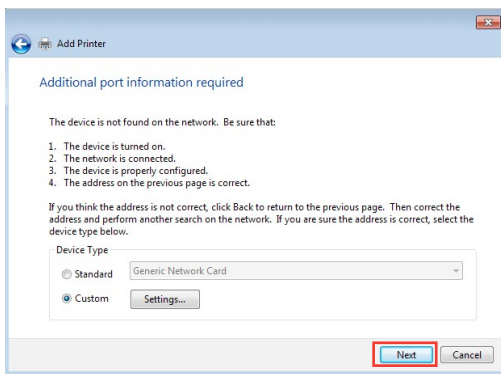 Add Printer
Additional port information required
The device is not found on the network. Be sure that:
1. The device is turned on.
2. The network is connected.
3. The device is properly configured.
4. The address on the previous page is correct.
If you think the address is not correct, click Back to return to the previous page. Then correct the
address and perform another search on the network. If you are sure the address is correct, select the
device type below.
Device Type
Standard
Generic Network Card
Custom
Settings...
Next
Cancel